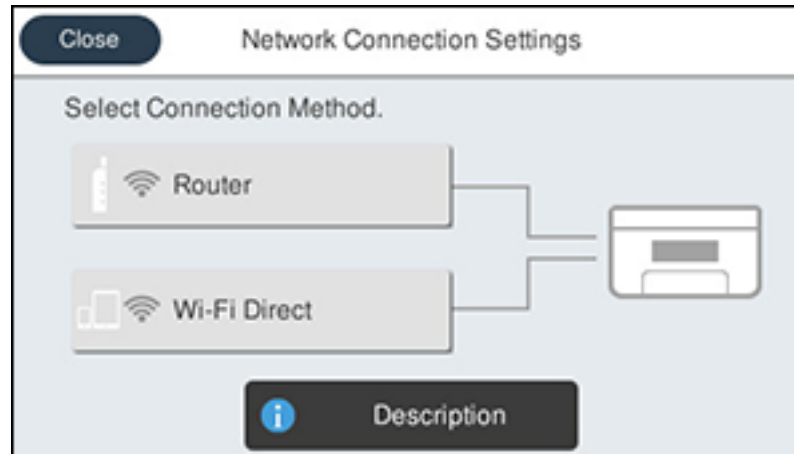 Close
Network Connection Settings
Select Connection Method.
Router
Wi-Fi Direct
Description